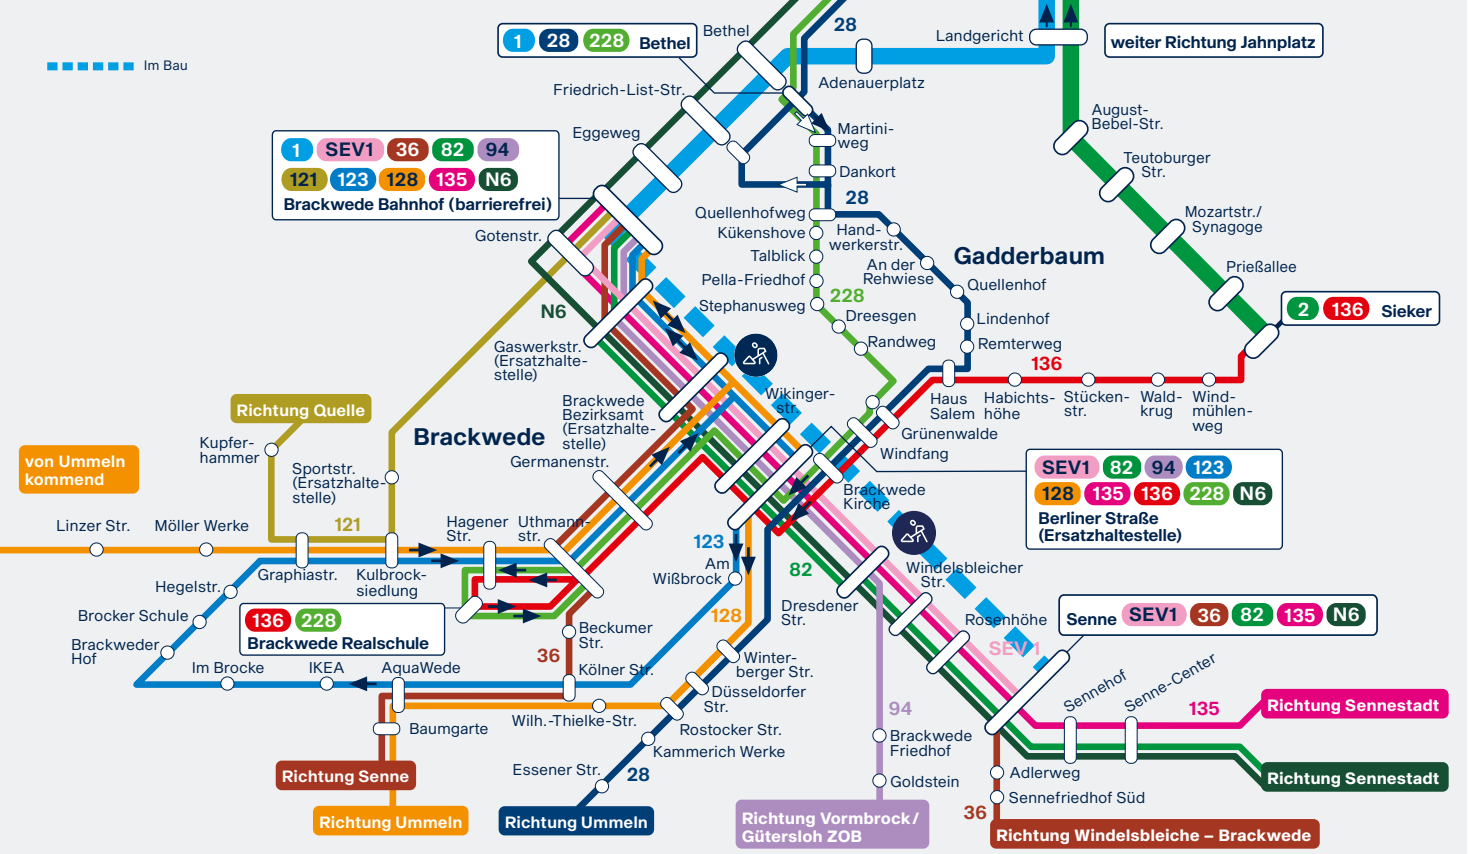 28
1 28 228 Bethel
Bethel
Landgericht
weiter Richtung Jahnplatz
Im Bau
Adenauerplatz
Friedrich-List-Str.
Eggeweg
August-
Bebel-Str.
Martini-
weg
1 SEV1 36 82 94
121 123 128 135 N6
Brackwede Bahnhof (barrierefrei)
Dankort
Teutoburger
Str.
28
Quellenhofweg
Kükenshove
Talblick
Pella-Friedhof
Stephanusweg
Hand-
werkerstr.
An der
Rehwiese
Gadderbaum
Quellenhof
Lindenhof
Remterweg
Mozartstr./
Synagoge
Prießallee
2 136 Sieker
Gotenstr.
N6
228
Dreesgen
Randweg
136
Gaswerkstr.
(Ersatzhalte-
stelle)
Brackwede
Bezirksamt
(Ersatzhalte-
stelle)
Wikinger-
str.
Haus
Salem
Habichts-
höhe
Stücken-
str.
Wald-
krug
Wind-
mühlen-
weg
Grünenwalde
Windfang
Richtung Quelle
Brackwede
Kupfer-
hammer
von Ummeln
kommend
Sportstr.
(Ersatzhalte-
stelle)
Germanenstr.
Brackwede
Kirche
SEV1 82 94 123
128 135 136 228 N6
Berliner Straße
(Ersatzhaltestelle)
Linzer Str.
Möller Werke
121
Hagener
Str.
Uthmann-
str.
Graphiastr.
Kulbrock-
siedlung
123
Am
Wißbrock
82
Windelsbleicher
Str.
Hegelstr.
Brocker Schule
Brackweder
Hof
136 228
Brackwede Realschule
Beckumer
Str.
128
Dresdener
Str.
Rosenhöhe
SEV 1
Senne SEV1 36 82 135 N6
36
Kölner Str.
Im Brocke
IKEA
AquaWede
Winter-
berger Str.
Düsseldorfer
Str.
Wilh.-Thielke-Str.
Rostocker Str.
Kammerich Werke
Baumgarte
94
Brackwede
Friedhof
Goldstein
Sennehof
Senne-Center
135
Richtung Sennestadt
Richtung Sennestadt
Essener Str.
28
Adlerweg
Sennefriedhof Süd
36
Richtung Senne
Richtung Ummeln
Richtung Ummeln
Richtung Vormbrock/
Gütersloh ZOB
Richtung Windelsbleiche – Brackwede